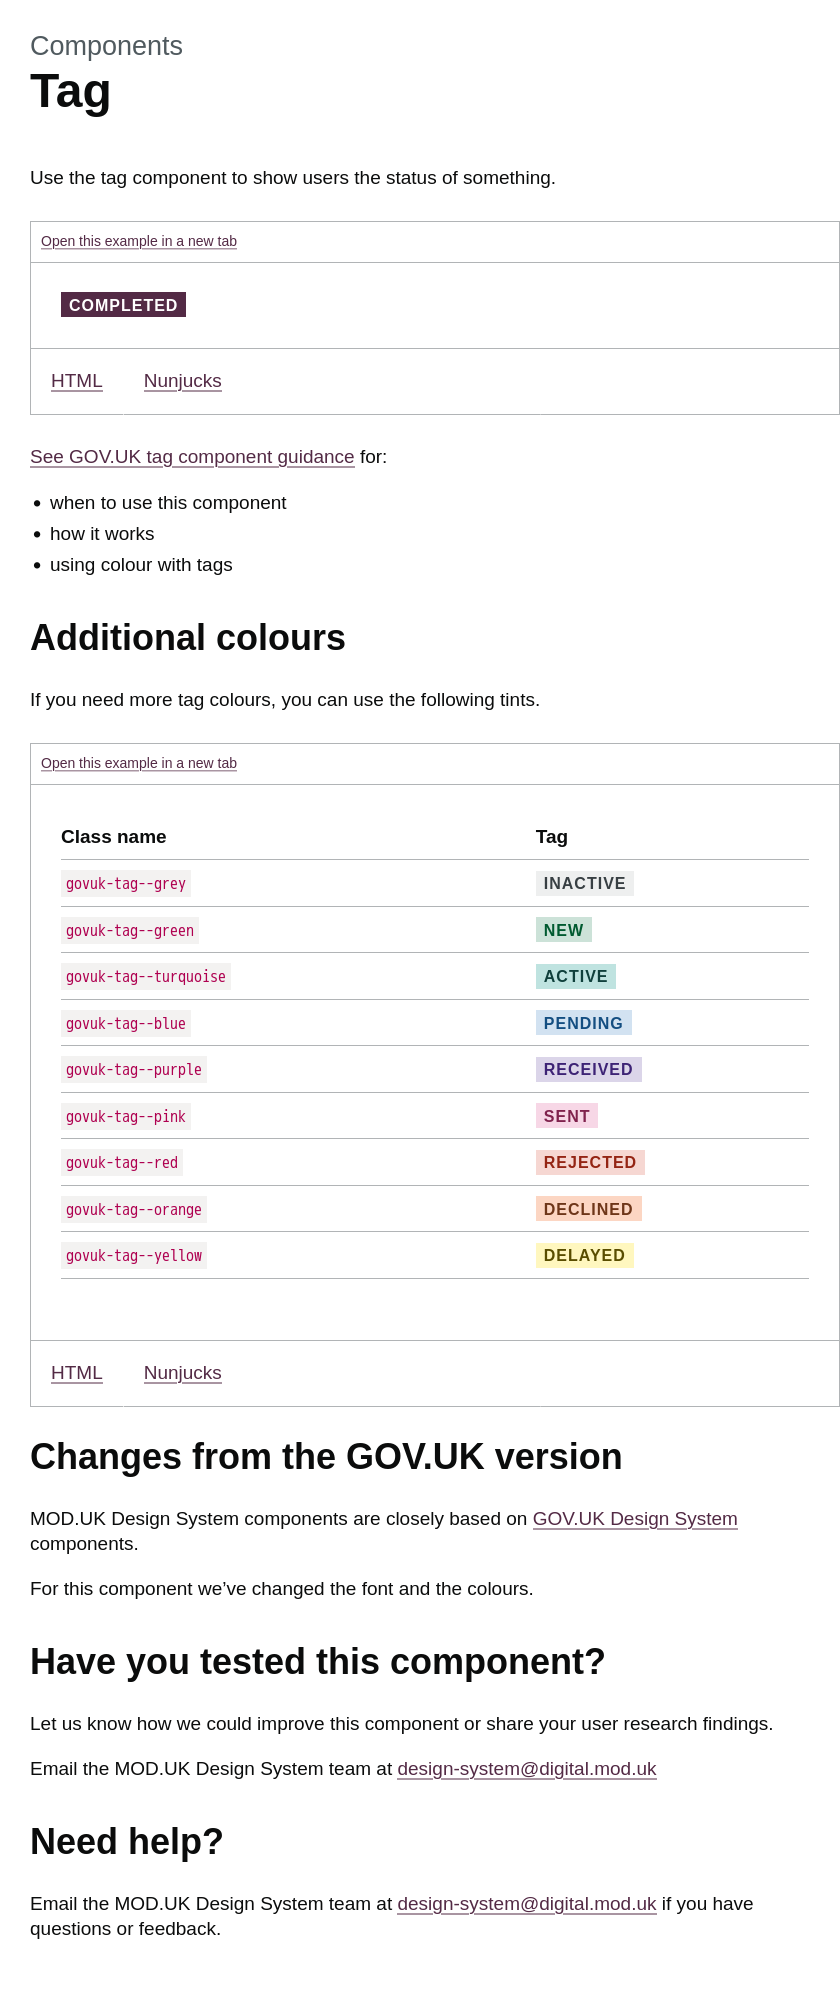 Components
Tag
Use the tag component to show users the status of something.
Open this example in a new tab
COMPLETED
HTML Nunjucks
See GOV.UK tag component guidance for:
• when to use this component
• how it works
• using colour with tags
Additional colours
If you need more tag colours, you can use the following tints.
Open this example in a new tab
Class name Tag
govuk-tag--grey INACTIVE
govuk-tag--green NEW
govuk-tag--turquoise ACTIVE
govuk-tag--blue PENDING
govuk-tag--purple RECEIVED
govuk-tag--pink SENT
govuk-tag--red REJECTED
govuk-tag--orange DECLINED
govuk-tag--yellow DELAYED
HTML Nunjucks
Changes from the GOV.UK version
MOD.UK Design System components are closely based on GOV.UK Design System
components.
For this component we’ve changed the font and the colours.
Have you tested this component?
Let us know how we could improve this component or share your user research findings.
Email the MOD.UK Design System team at design-system@digital.mod.uk
Need help?
Email the MOD.UK Design System team at design-system@digital.mod.uk if you have
questions or feedback.